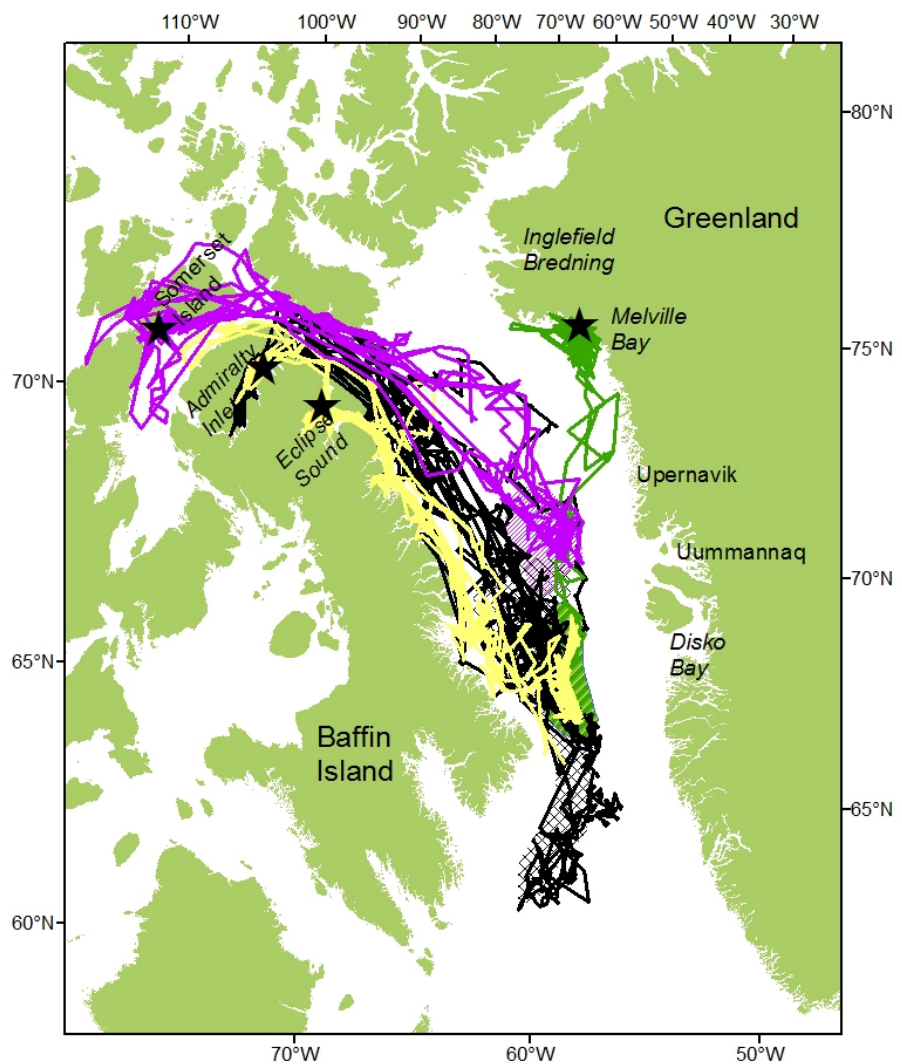 110°W 100°W 90°W 80°W 70°W 60°W 50°W 40°W 30°W
80°N
Greenland
Inglefield
Bredning
Somerset
Island
Melville
Bay
75°N
70°N
Admiralty
Inlet
Eclipse
Sound
Upernavik
Uummannaq
70°N
Disko
Bay
65°N
Baffin
Island
65°N
60°N
70°W 60°W 50°W